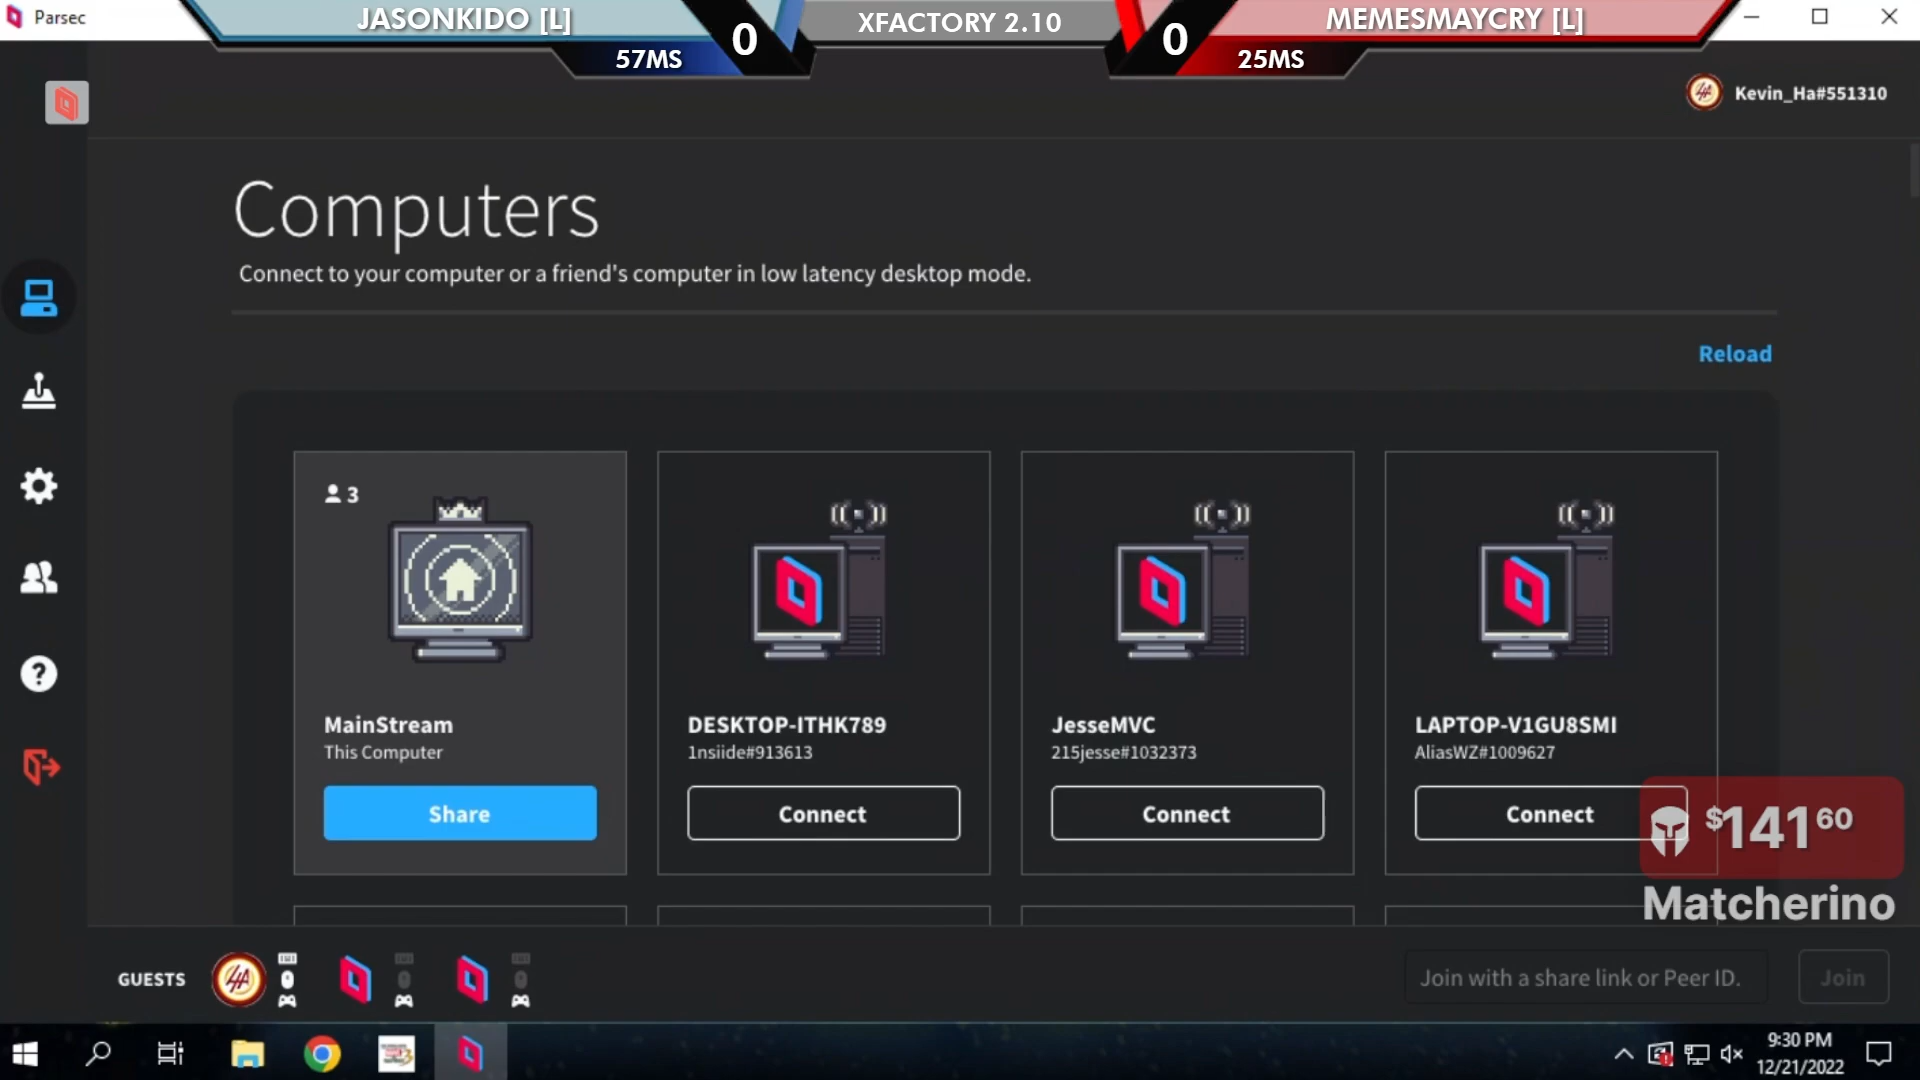 Parsec
JASONKIDO [L]
0
XFACTORY 2.10
0
MEMESMAYCRY [L]
57MS
25MS
Kevin_Ha#551310
Computers
Connect to your computer or a friend's computer in low latency desktop mode.
Reload
3
MainStream
This Computer
Share
DESKTOP-ITHK789
1nsiide#913613
Connect
JesseMVC
215jesse#1032373
Connect
LAPTOP-V1GU8SMI
AliasWZ#1009627
Connect
$141 60
Matcherino
GUESTS
Join with a share link or Peer ID.
Join
9:30 PM
12/21/2022